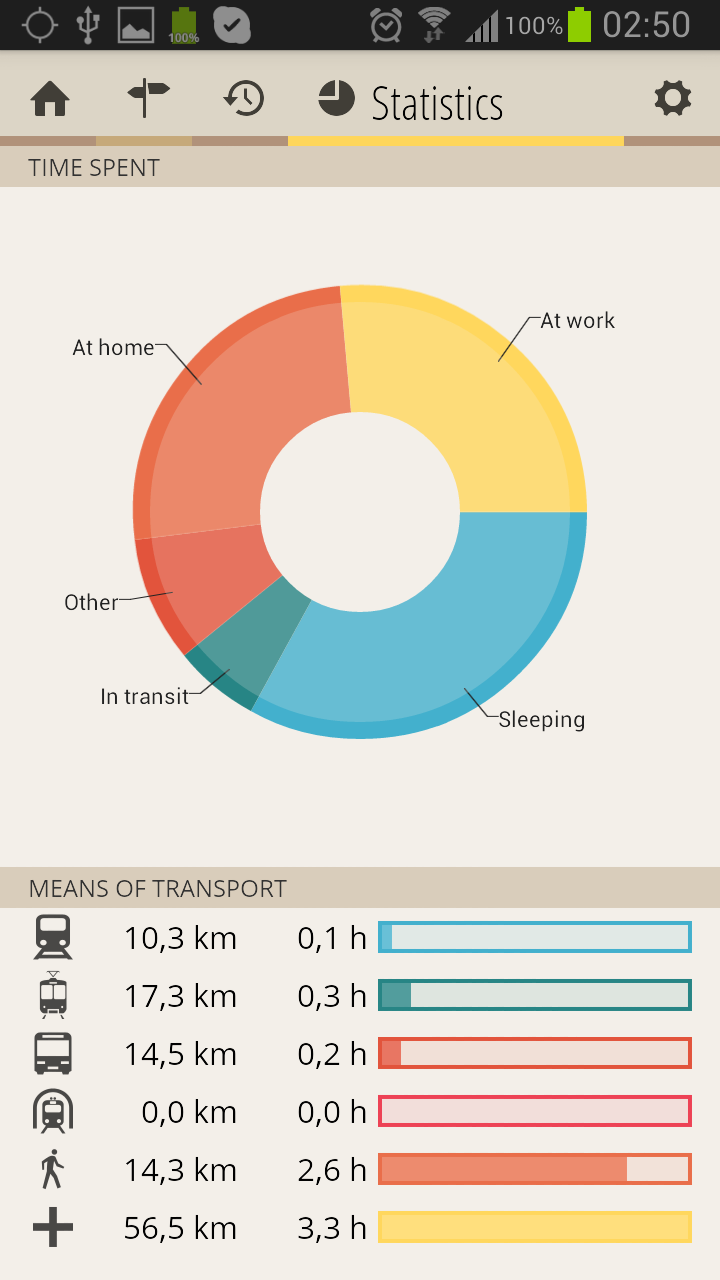 100% 100% 02:50
Statistics
TIME SPENT
At work
At home
Other
In transit
Sleeping
MEANS OF TRANSPORT
10,3 km 0,1 h
17,3 km 0,3 h
14,5 km 0,2 h
0,0 km 0,0 h
14,3 km 2,6 h
56,5 km 3,3 h